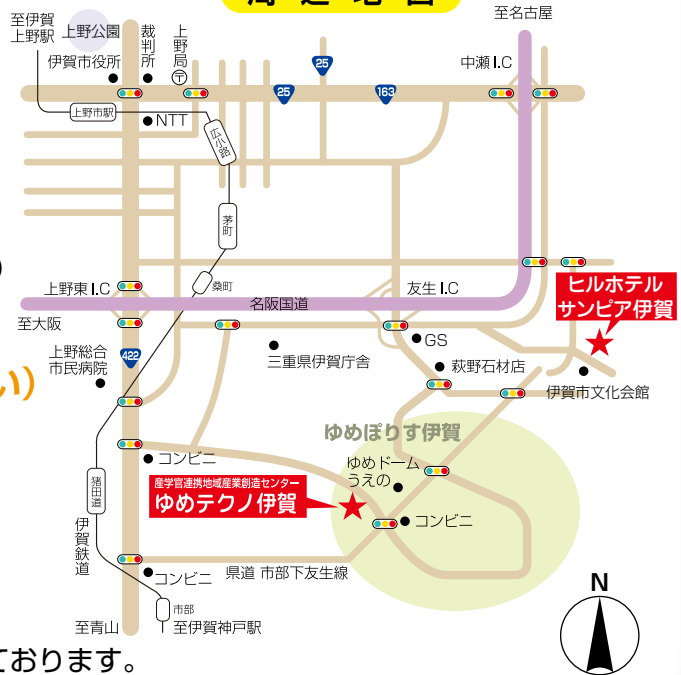 周辺地図
至名古屋
至伊賀
上野駅
上野公園
裁判所
上野局
伊賀市役所
25
中瀬I.C
25
163
上野市駅
NTT
広小路
茅町
)
桑町
上野東I.C
名阪国道
友生I.C
ヒルホテル
サンピア伊賀
至大阪
GS
上野総合
市民病院
422
三重県伊賀庁舎
萩野石材店
い)
伊賀市文化会館
ゆめぽりす伊賀
コンビニ
ゆめドーム
うえの
猪田道
産学官連携地域産業創造センター
ゆめテクノ伊賀
コンビニ
伊賀鉄道
コンビニ
県道 市部下友生線
N
市部
至青山
至伊賀神戸駅
ております。